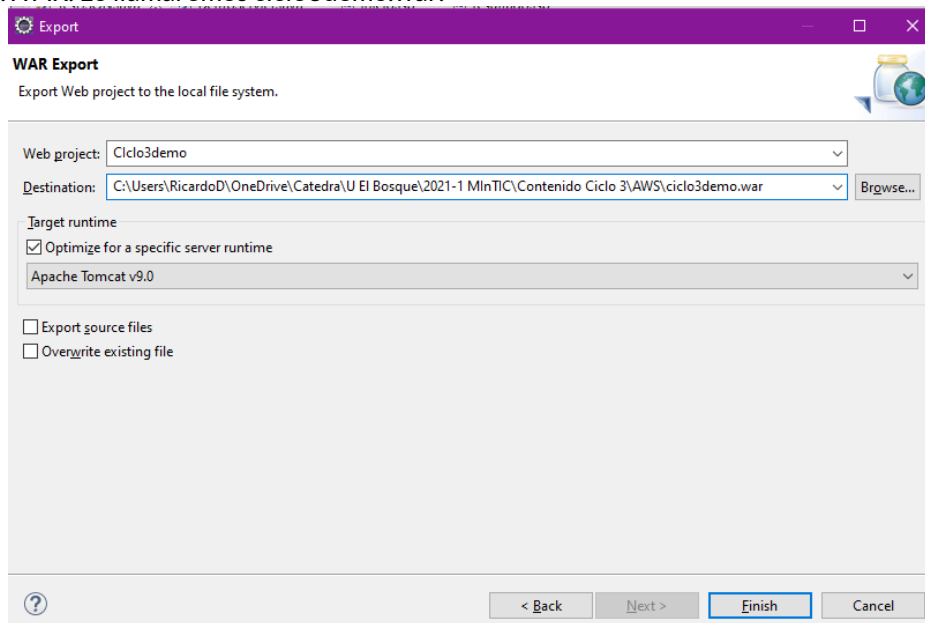 Export
WAR Export
Export Web project to the local file system.
Web project: CIclo3demo
Destination: C:\Users\RicardoD\OneDrive\Catedra\U El Bosque\2021-1 MInTIC\Contenido Ciclo 3\AWS\ciclo3demo.war Browse...
Target runtime
Optimize for a specific server runtime
Apache Tomcat v9.0
Export source files
Overwrite existing file
? < Back Next > Finish Cancel